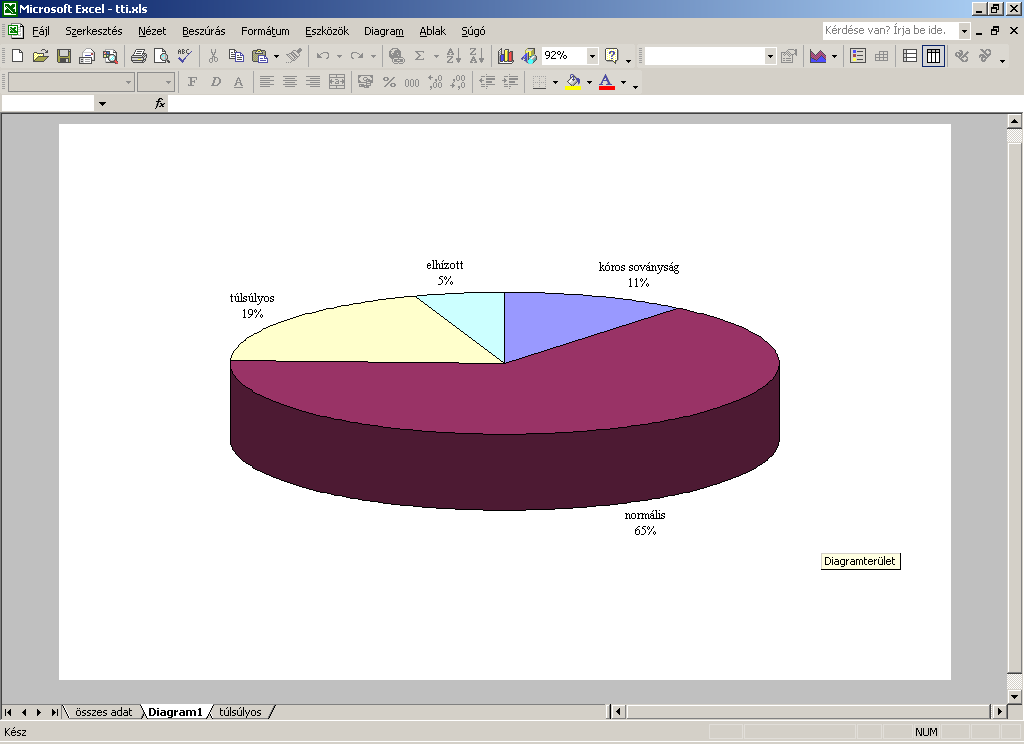 Microsoft Excel - tti.xls
Fájl Szerkesztés Nézet Beszúrás Formátum Eszközök Diagram Ablak Súgó Kérdése van? Írja be ide.
92%
F D A % 000
fx
elhízott
5%
kóros soványság
11%
túlsúlyos
19%
normális
65%
Diagramterület
összes adat Diagram1 túlsúlyos
Kész NUM